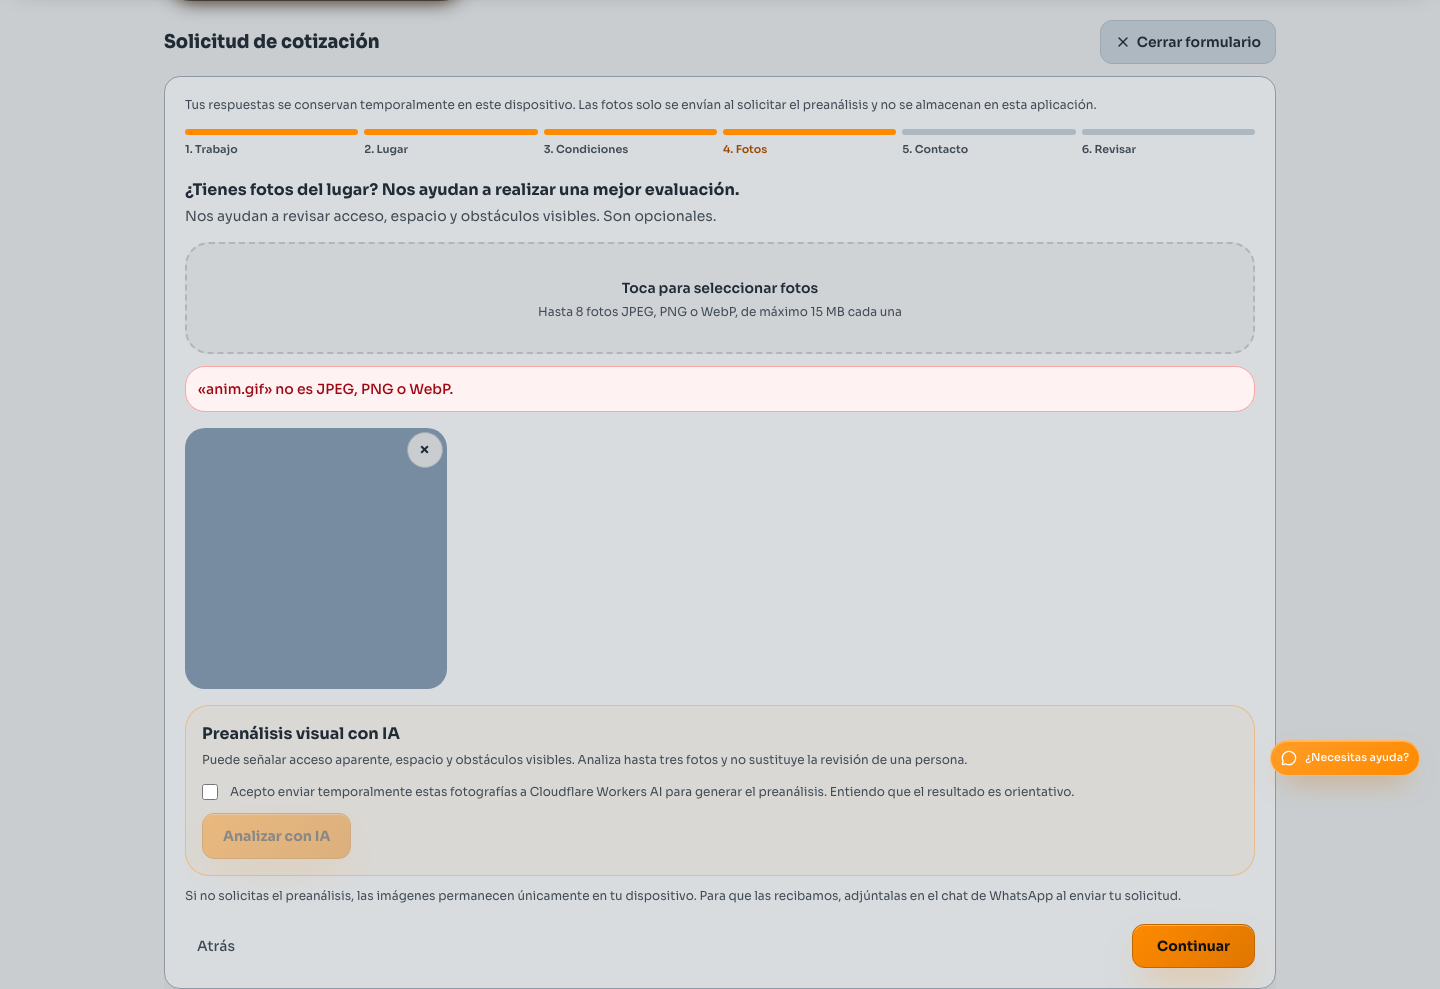 Solicitud de cotización
Cerrar formulario
Tus respuestas se conservan temporalmente en este dispositivo. Las fotos solo se envían al solicitar el preanálisis y no se almacenan en esta aplicación.
1. Trabajo
2. Lugar
3. Condiciones
4. Fotos
5. Contacto
6. Revisar
¿Tienes fotos del lugar? Nos ayudan a realizar una mejor evaluación.
Nos ayudan a revisar acceso, espacio y obstáculos visibles. Son opcionales.
Toca para seleccionar fotos
Hasta 8 fotos JPEG, PNG o WebP, de máximo 15 MB cada una
«anim.gif» no es JPEG, PNG o WebP.
Preanálisis visual con IA
Puede señalar acceso aparente, espacio y obstáculos visibles. Analiza hasta tres fotos y no sustituye la revisión de una persona.
¿Necesitas ayuda?
Acepto enviar temporalmente estas fotografías a Cloudflare Workers AI para generar el preanálisis. Entiendo que el resultado es orientativo.
Analizar con IA
Si no solicitas el preanálisis, las imágenes permanecen únicamente en tu dispositivo. Para que las recibamos, adjúntalas en el chat de WhatsApp al enviar tu solicitud.
Atrás
Continuar